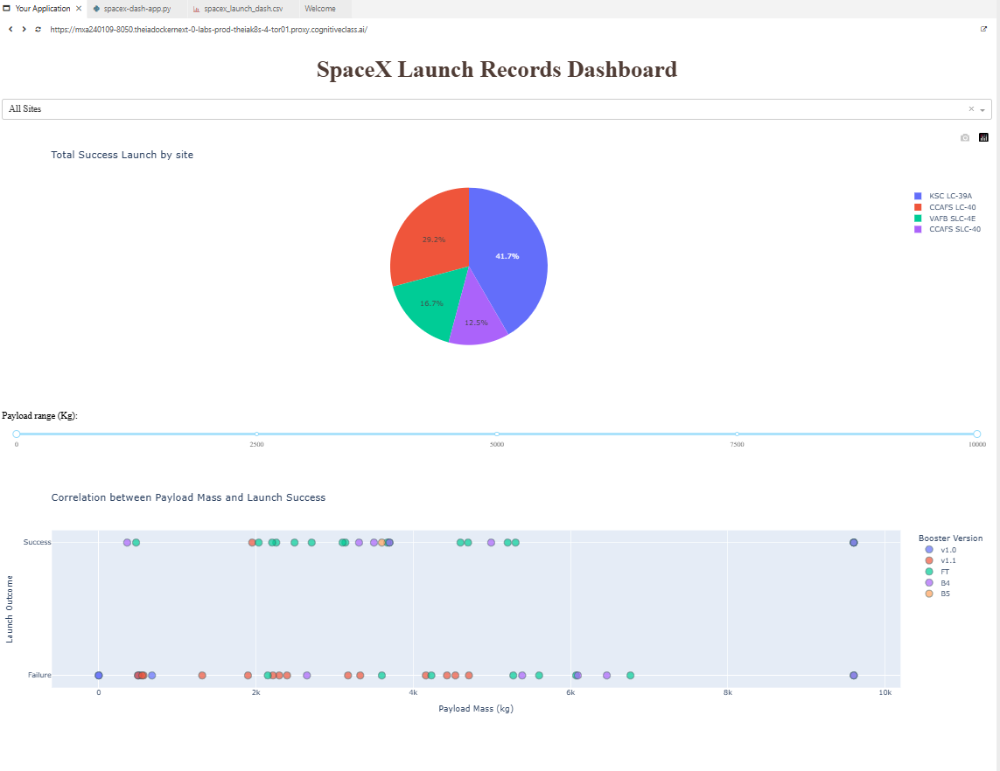 Your Application × spacex-dash-app.py spacex_launch_dash.csv Welcome
https://mxa240109-8050.theiadockernext-0-labs-prod-theiak8s-4-tor01.proxy.cognitiveclass.ai/
SpaceX Launch Records Dashboard
All Sites ×
Total Success Launch by site
KSC LC-39A
CCAFS LC-40
VAFB SLC-4E
CCAFS SLC-40
29.2%
41.7%
16.7%
12.5%
Payload range (Kg):
0 2500 5000 7500 10000
Correlation between Payload Mass and Launch Success
Launch Outcome
Success
Failure
0 2k 4k 6k 8k 10k
Payload Mass (kg)
Booster Version
v1.0
v1.1
FT
B4
B5